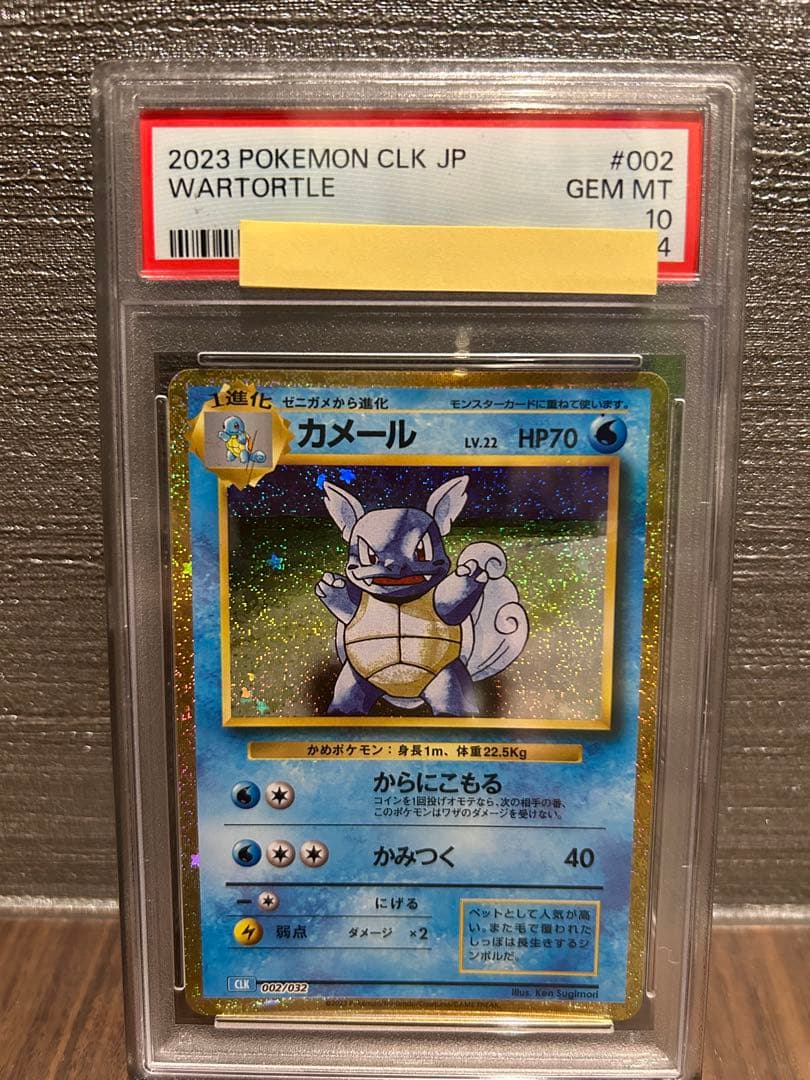 2023 POKEMON CLK JP #002
WARTORTLE GEM MT
10
4
1進化 ゼニガメから進化 モンスターカードに重ねて使います。
カメール LV.22 HP70
かめポケモン:身長1m、体重22.5Kg
からにこもる
コインを1回投げオモテなら、次の相手の番、
このポケモンはワザのダメージを受けない。
かみつく 40
にげる
弱点 ダメージ ×2
ペットとして人気が高
い。また毛で覆われた
しっぽは長生きするシ
ンボルだ。
CLK 002/032
illus. Ken Sugimori
©2023 Pokémon/Nintendo/Creatures/GAME FREAK.